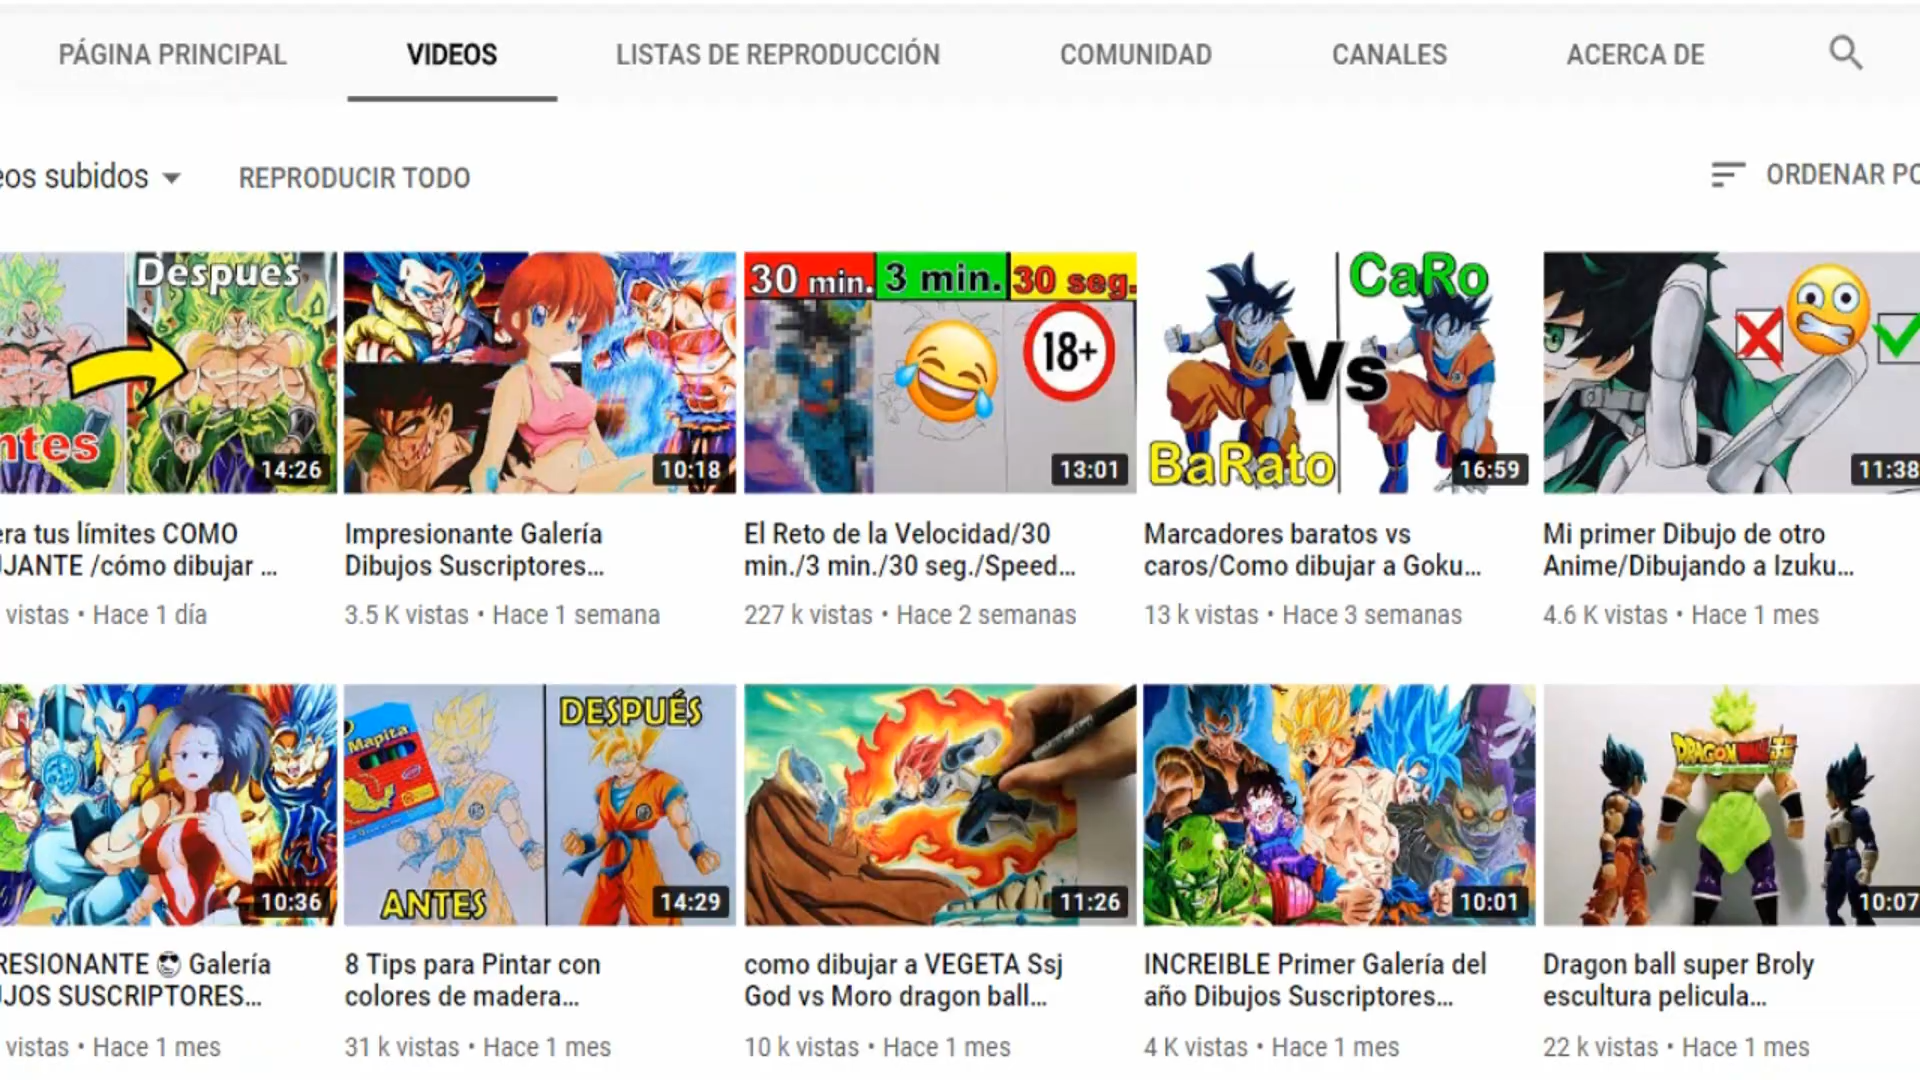 PÁGINA PRINCIPAL VIDEOS LISTAS DE REPRODUCCIÓN COMUNIDAD CANALES ACERCA DE
eos subidos REPRODUCIR TODO ORDENAR PO
Despues
ntes
14:26
10:18
30 min. 3 min. 30 seg.
18+
13:01
CaRo
Vs
BaRato
16:59
11:38
era tus límites COMO
UJANTE /cómo dibujar ...
vistas • Hace 1 día
Impresionante Galería
Dibujos Suscriptores...
3.5 K vistas • Hace 1 semana
El Reto de la Velocidad/30
min./3 min./30 seg./Speed...
227 k vistas • Hace 2 semanas
Marcadores baratos vs
caros/Como dibujar a Goku...
13 k vistas • Hace 3 semanas
Mi primer Dibujo de otro
Anime/Dibujando a Izuku...
4.6 K vistas • Hace 1 mes
10:36
Mapita
DESPUÉS
ANTES
14:29
11:26
10:01
DRAGON BALL
10:07
RESIONANTE 😎 Galería
UJOS SUSCRIPTORES...
vistas • Hace 1 mes
8 Tips para Pintar con
colores de madera...
31 k vistas • Hace 1 mes
como dibujar a VEGETA Ssj
God vs Moro dragon ball...
10 k vistas • Hace 1 mes
INCREIBLE Primer Galería del
año Dibujos Suscriptores...
4 K vistas • Hace 1 mes
Dragon ball super Broly
escultura pelicula...
22 k vistas • Hace 1 mes